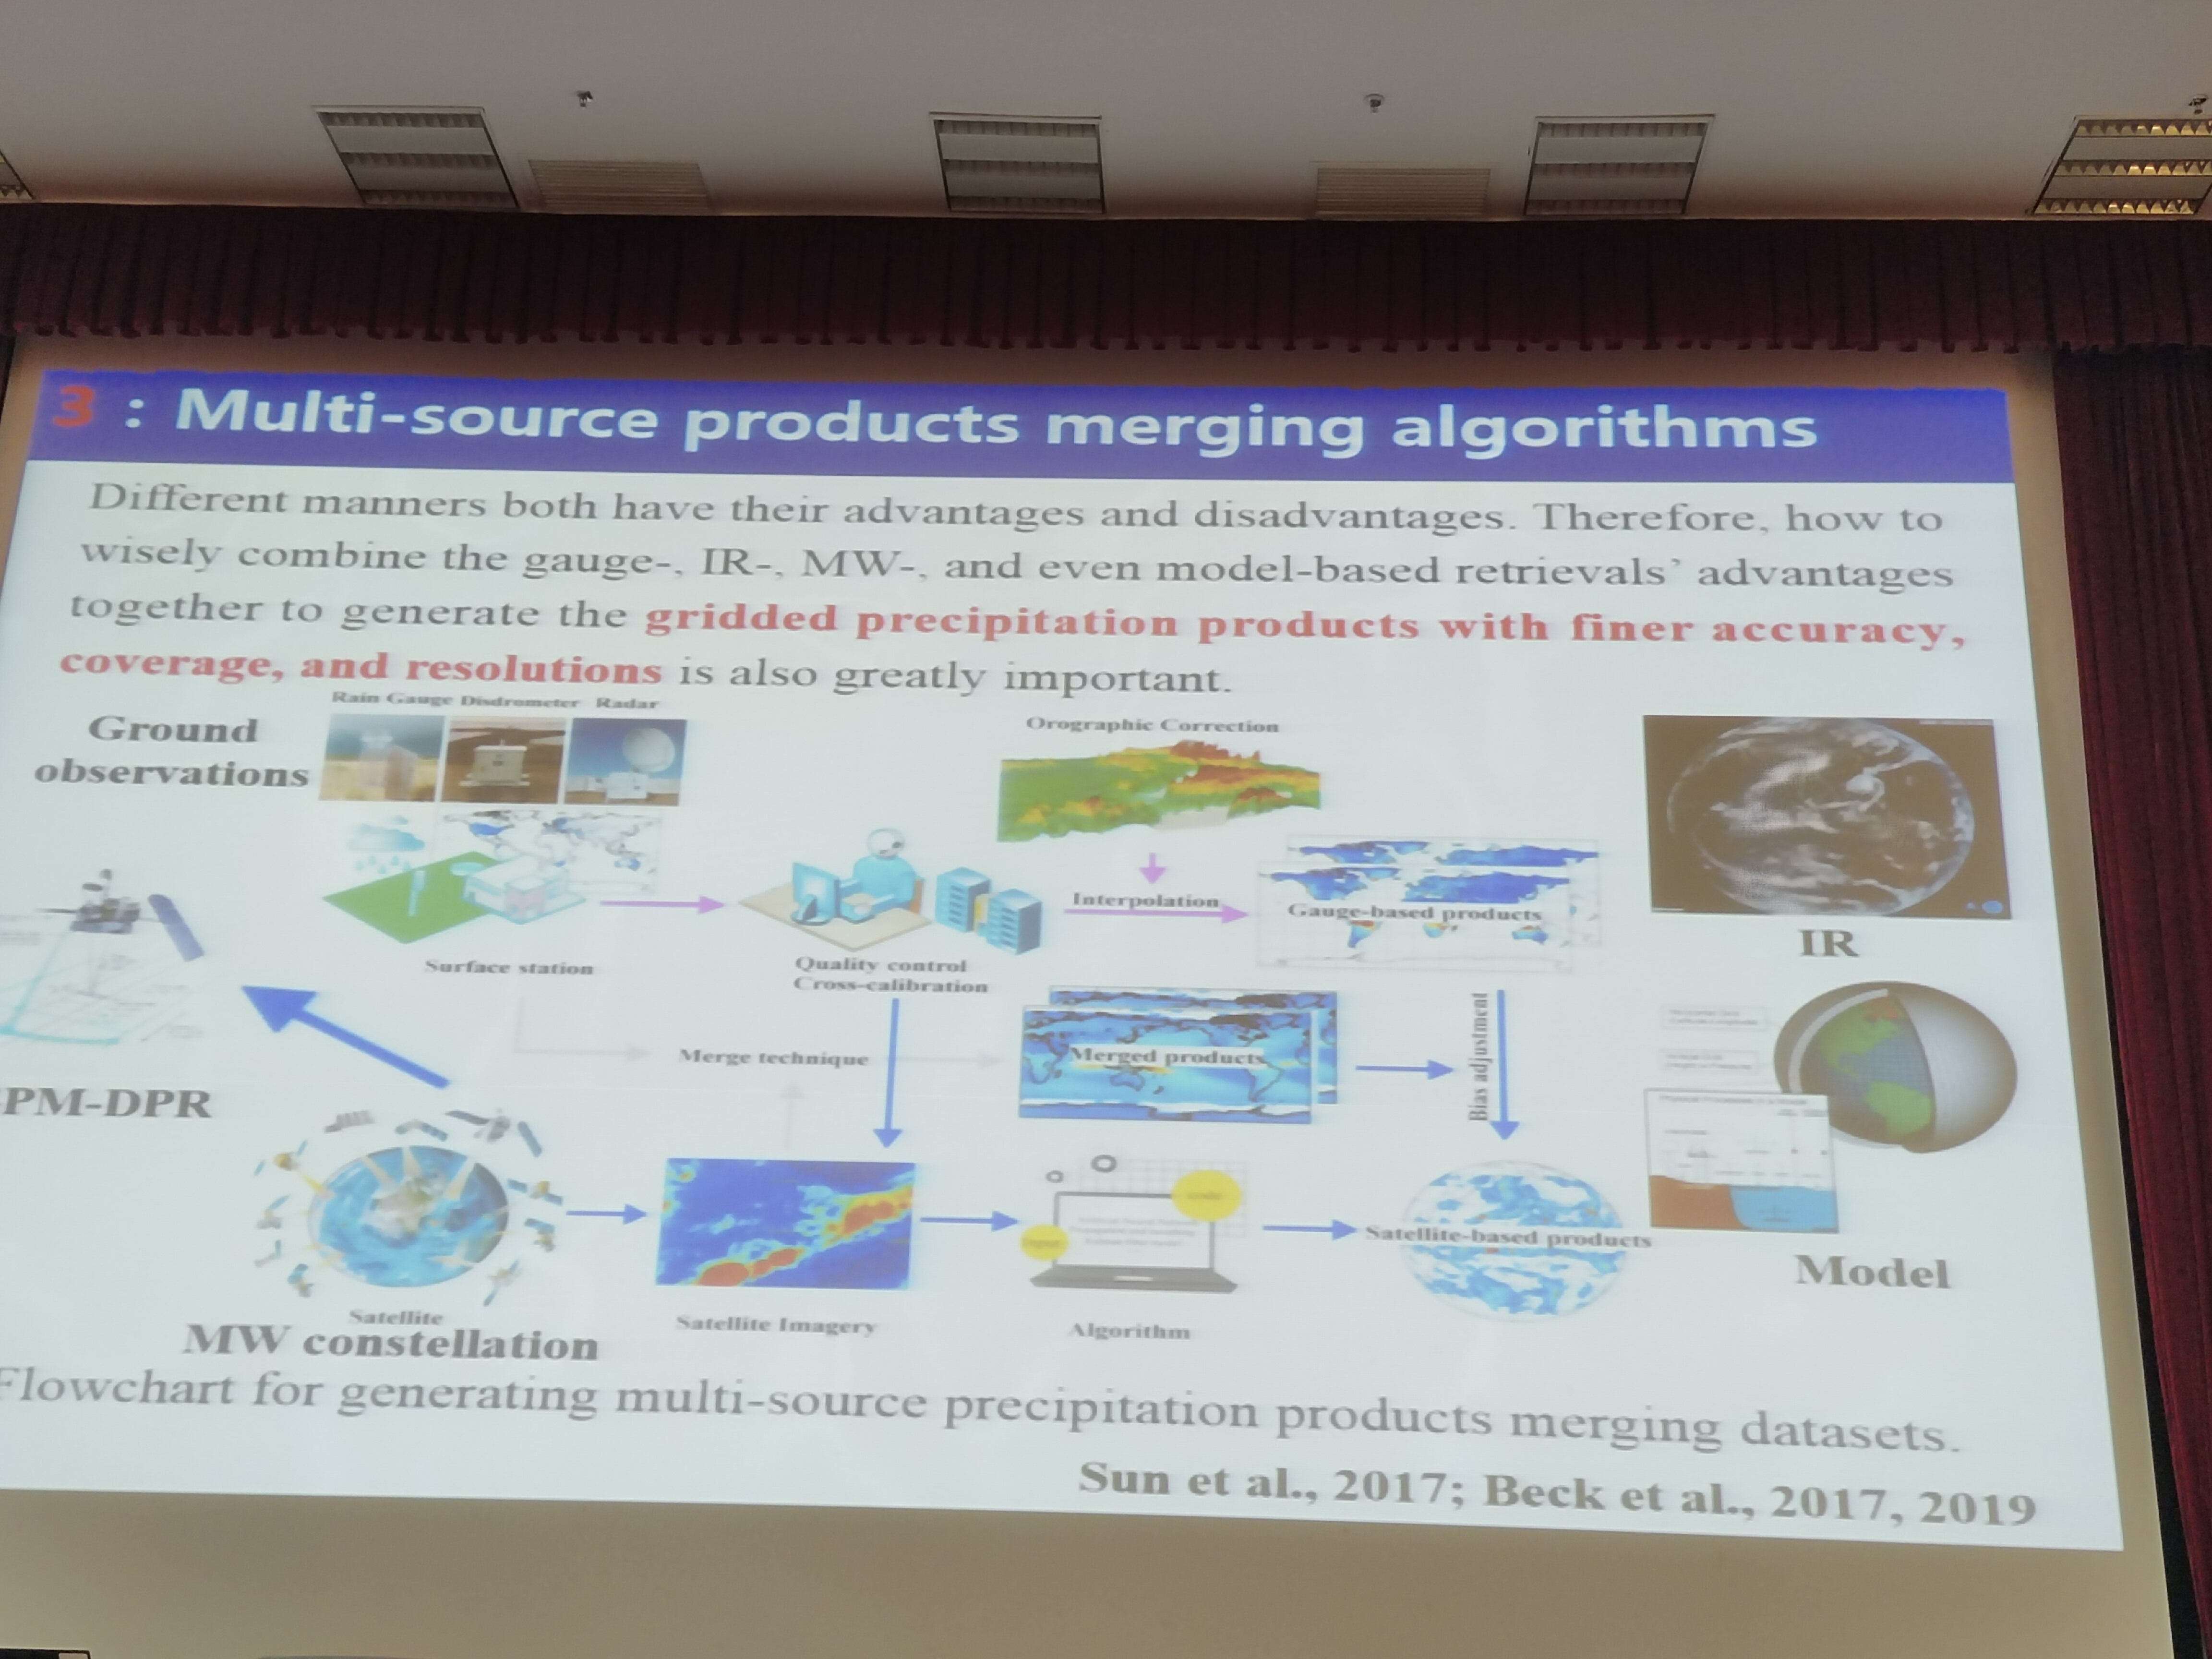 3 : Multi-source products merging algorithms
Different manners both have their advantages and disadvantages. Therefore, how to
wisely combine the gauge-, IR-, MW-, and even model-based retrievals’ advantages
together to generate the gridded precipitation products with finer accuracy,
coverage, and resolutions is also greatly important.
Rain Gauge Disdrometer Radar
Ground
observations
Orographic Correction
Interpolation
Gauge-based products
IR
Surface station
Quality control
Cross-calibration
Merge technique
Merged products
Bias adjustment
PM-DPR
code
input
Satellite-based products
Model
Satellite
MW constellation
Satellite Imagery
Algorithm
Flowchart for generating multi-source precipitation products merging datasets.
Sun et al., 2017; Beck et al., 2017, 2019